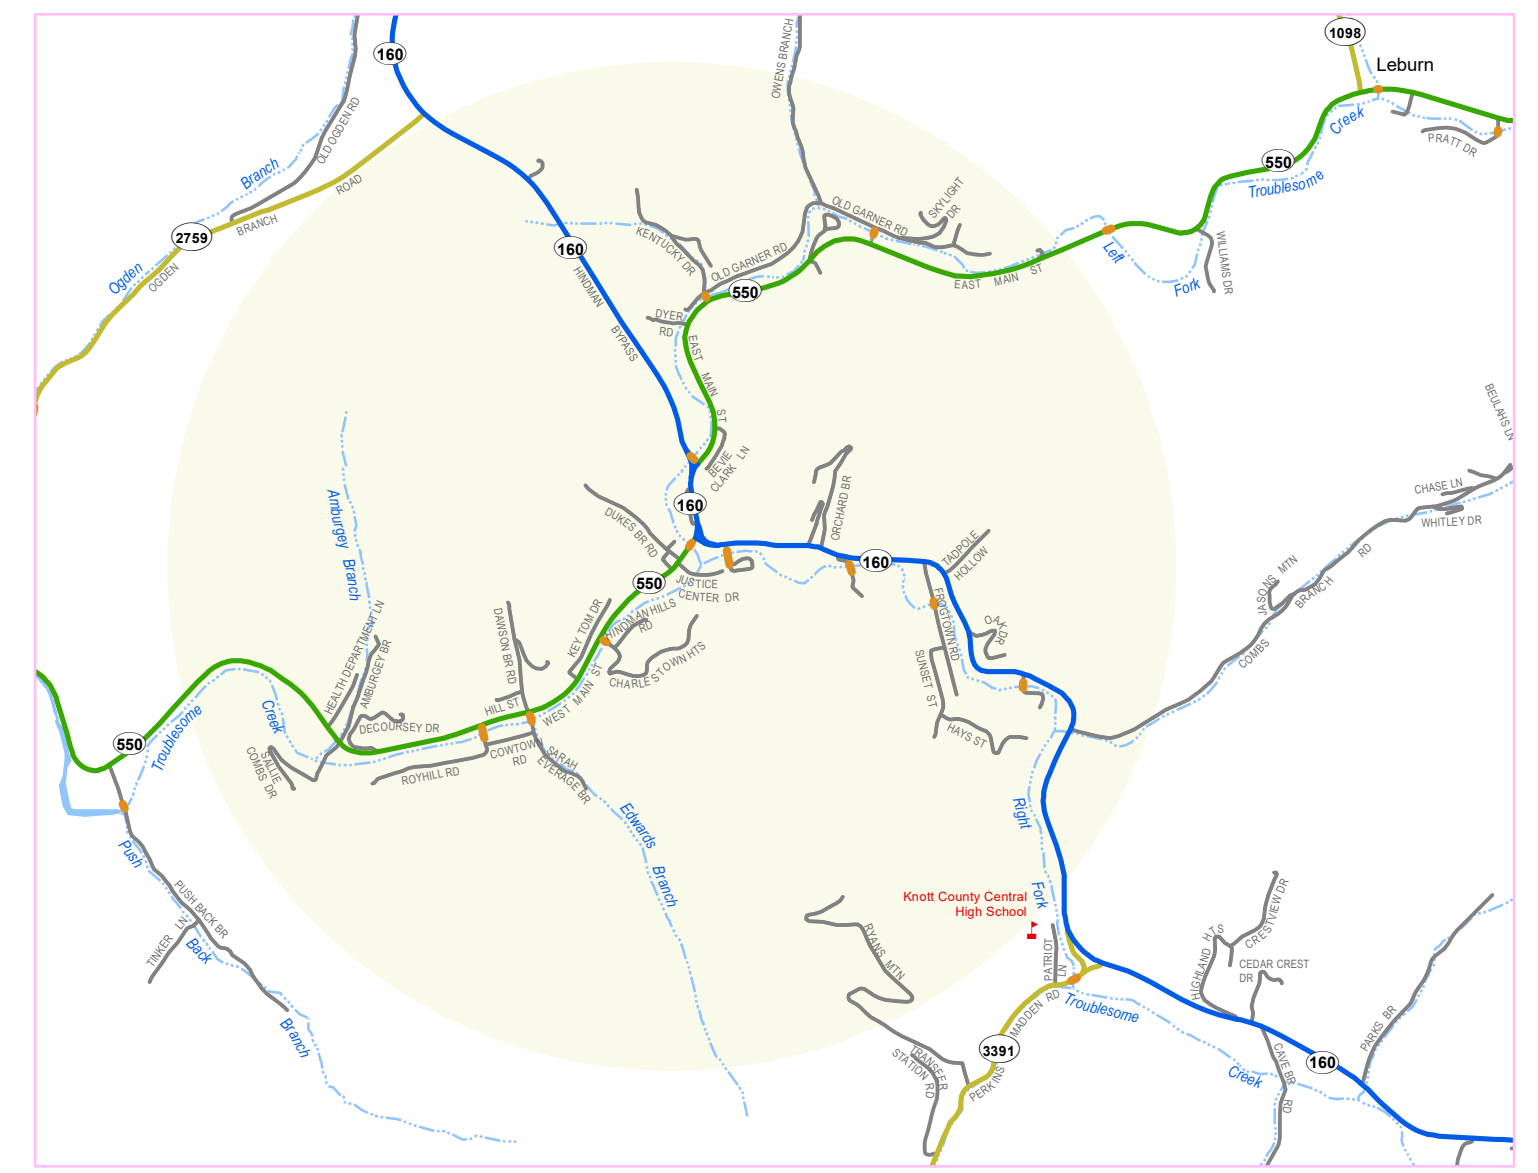 160
1098
Leburn
OWENS BRANCH
OLD OGDEN RD
Branch
Creek
PRATT DR
550
Troublesome
ROAD
BRANCH
2759
OGDEN
Ogden
160
HINDMAN
BYPASS
KENTUCKY DR
OLD GARNER RD
OLD GARNER RD
SKYLIGHT
DR
EAST MAIN ST
Left
Fork
WILLIAMS DR
550
DYER
RD
EAST MAIN ST
BEVIE
CLARK LN
160
BEULAHS LN
CHASE LN
WHITLEY DR
COMBS BRANCH RD
JASONS MTN
Amburgey Branch
DUKES BR RD
ORCHARD BR
160
TADPOLE
HOLLOW
550
JUSTICE
CENTER DR
FROGTOWN RD
OAK DR
SUNSET ST
HAYS ST
HINDMAN HILLS
RD
KEY TOM DR
CHARLESTOWN HTS
WEST MAIN ST
DAWSON BR RD
HILL ST
HEALTH DEPARTMENT LN
AMBURGEY BR
DECOURSEY DR
Creek
Troublesome
550
SALLIE
COMBS DR
ROYHILL RD
COWTOWN
RD
SARAH
EVERAGE BR
Edwards
Branch
Right
Fork
Push
Back
Branch
PUSH BACK BR
TINKER LN
Knott County Central
High School
PATRIOT
LN
RYANS MTN
TRANSFER
STATION RD
3391
PERKINS MADDEN RD
Troublesome
Creek
HIGHLAND HTS
CRESTVIEW DR
CEDAR CREST
DR
CAVE BR RD
160
PARKS BR